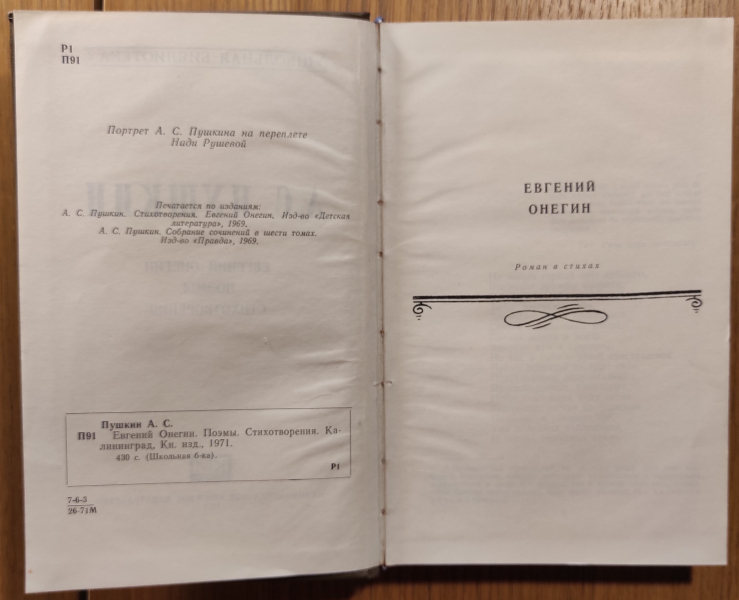 Р1
П91
Портрет А. С. Пушкина на переплете
Нади Рушевой
Печатается по изданиям:
А. С. Пушкин. Стихотворения. Евгений Онегин. Изд-во «Детская
литература», 1969.
А. С. Пушкин. Собрание сочинений в шести томах.
Изд-во «Правда», 1969.
Пушкин А. С.
П91 Евгений Онегин. Поэмы. Стихотворения. Ка-
лининград, Кн. изд., 1971.
430 с. (Школьная б-ка).
Р1
7-6-3
26-71М
ЕВГЕНИЙ
ОНЕГИН
Роман в стихах